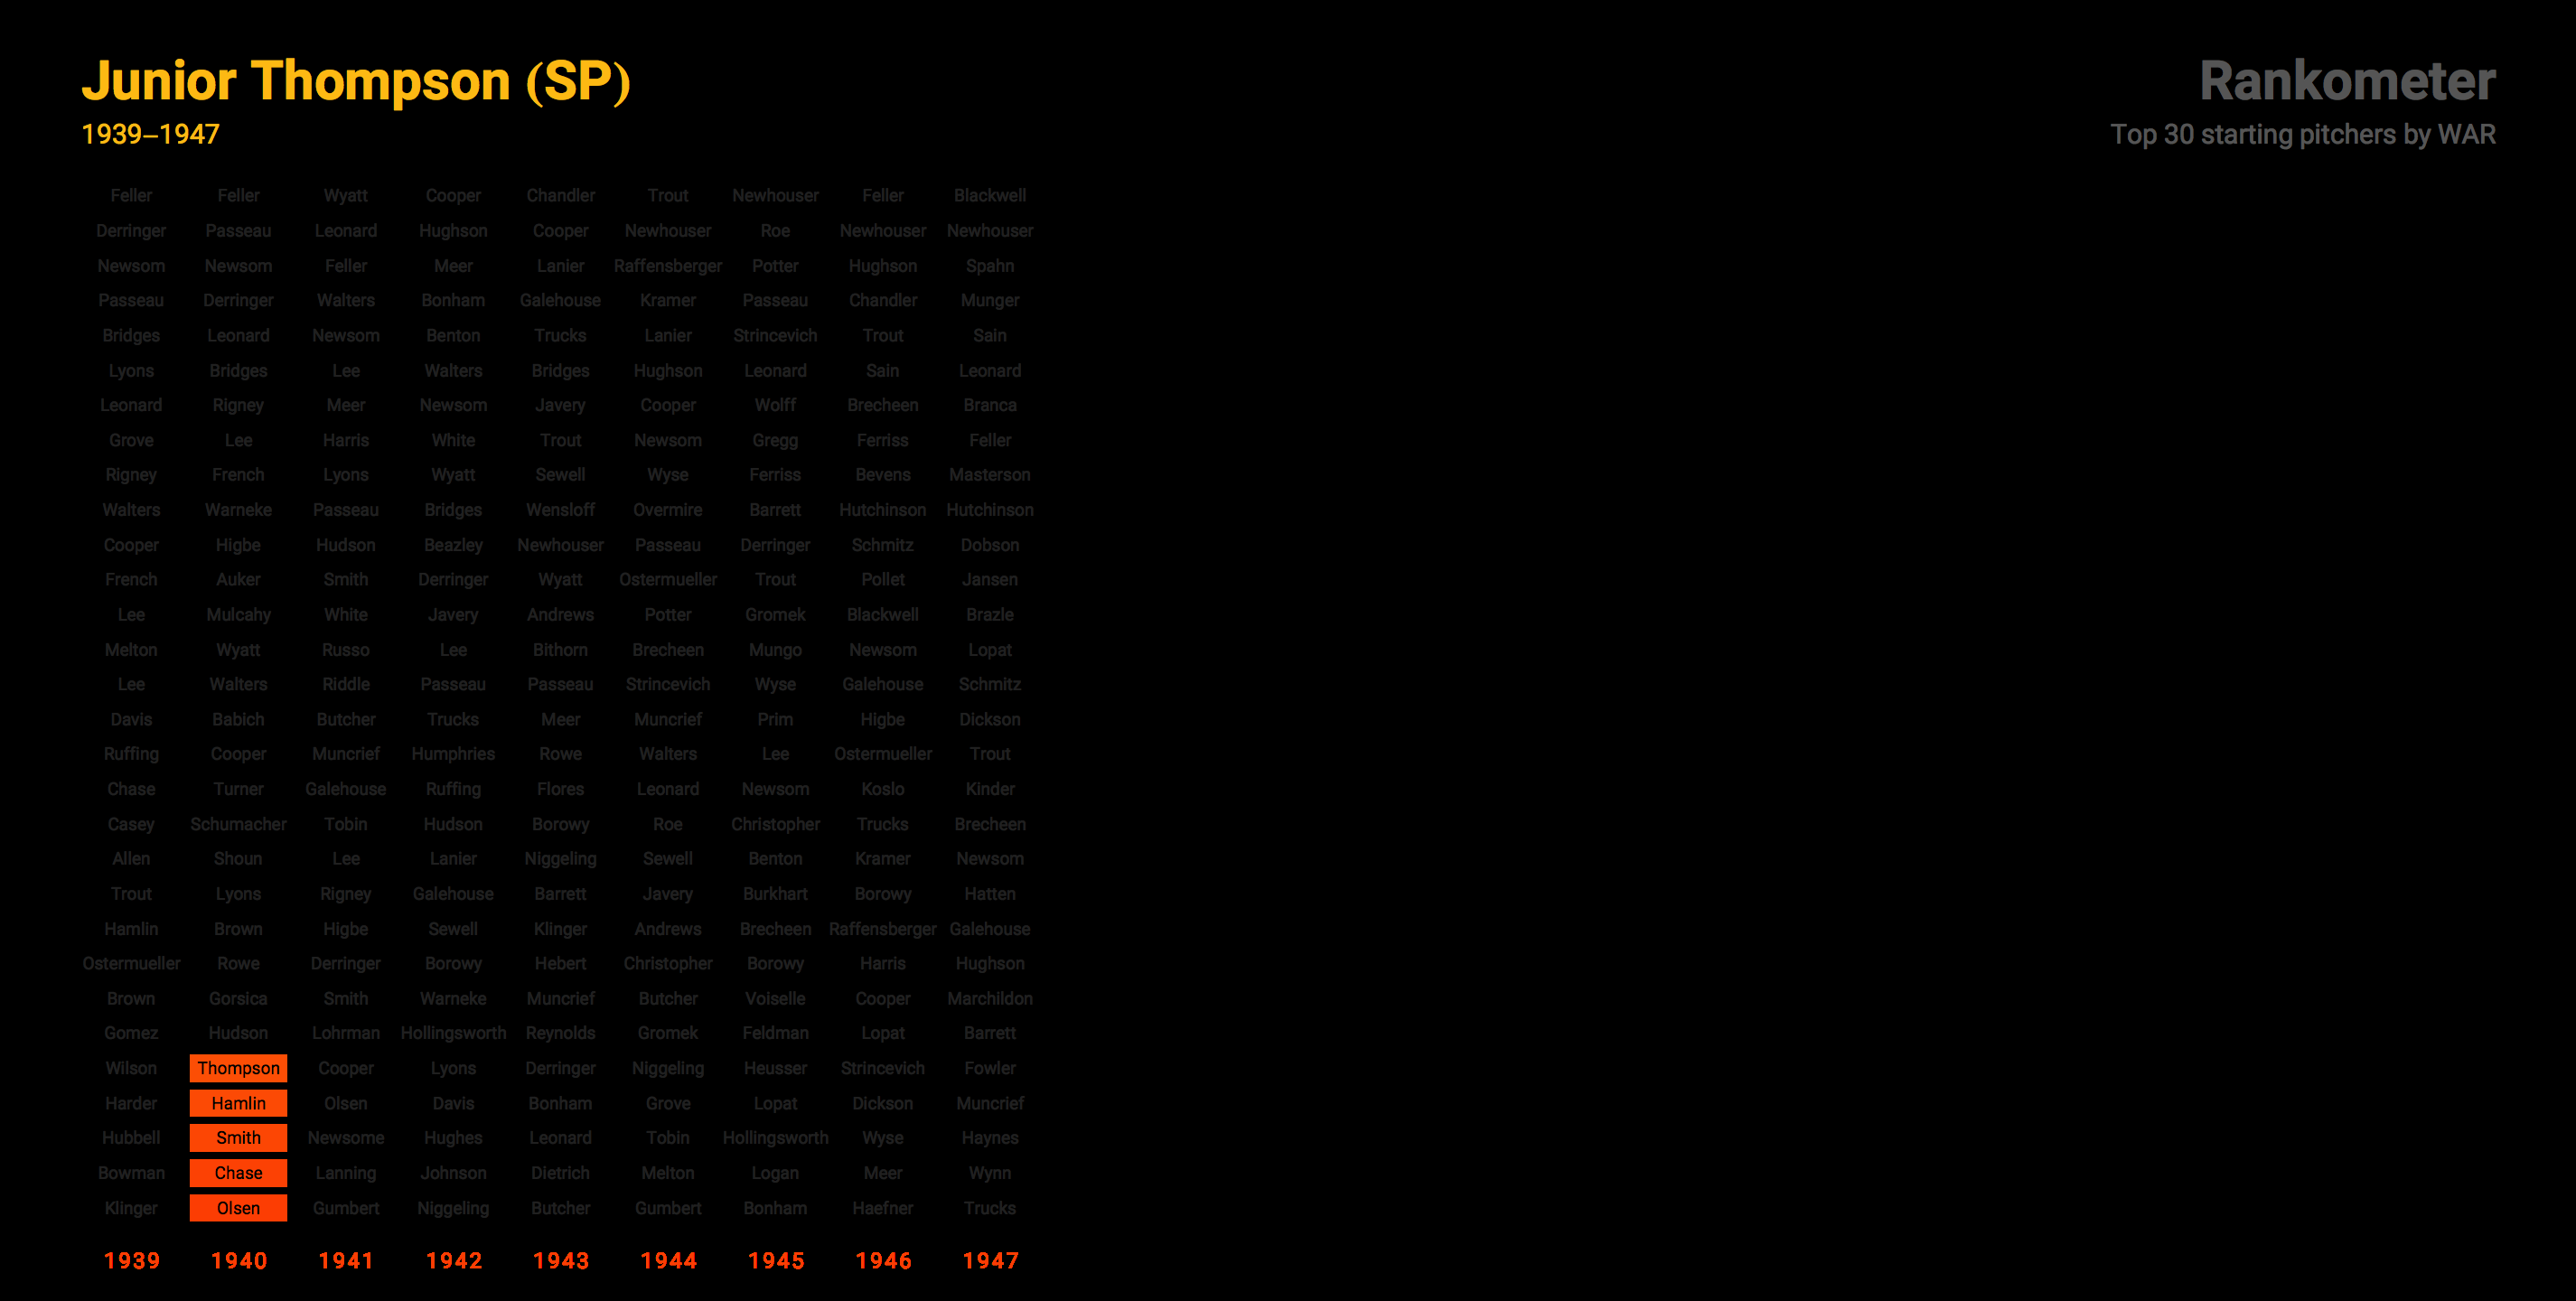 Junior Thompson (SP)
1939–1947
Rankometer
Top 30 starting pitchers by WAR
Feller Feller Wyatt Cooper Chandler Trout Newhouser Feller Blackwell
Derringer Passeau Leonard Hughson Cooper Newhouser Roe Newhouser Newhouser
Newsom Newsom Feller Meer Lanier Raffensberger Potter Hughson Spahn
Passeau Derringer Walters Bonham Galehouse Kramer Passeau Chandler Munger
Bridges Leonard Newsom Benton Trucks Lanier Strincevich Trout Sain
Lyons Bridges Lee Walters Bridges Hughson Leonard Sain Leonard
Leonard Rigney Meer Newsom Javery Cooper Wolff Brecheen Branca
Grove Lee Harris White Trout Newsom Gregg Ferriss Feller
Rigney French Lyons Wyatt Sewell Wyse Ferriss Bevens Masterson
Walters Warneke Passeau Bridges Wensloff Overmire Barrett Hutchinson Hutchinson
Cooper Higbe Hudson Beazley Newhouser Passeau Derringer Schmitz Dobson
French Auker Smith Derringer Wyatt Ostermueller Trout Pollet Jansen
Lee Mulcahy White Javery Andrews Potter Gromek Blackwell Brazle
Melton Wyatt Russo Lee Bithorn Brecheen Mungo Newsom Lopat
Lee Walters Riddle Passeau Passeau Strincevich Wyse Galehouse Schmitz
Davis Babich Butcher Trucks Meer Muncrief Prim Higbe Dickson
Ruffing Cooper Muncrief Humphries Rowe Walters Lee Ostermueller Trout
Chase Turner Galehouse Ruffing Flores Leonard Newsom Koslo Kinder
Casey Schumacher Tobin Hudson Borowy Roe Christopher Trucks Brecheen
Allen Shoun Lee Lanier Niggeling Sewell Benton Kramer Newsom
Trout Lyons Rigney Galehouse Barrett Javery Burkhart Borowy Hatten
Hamlin Brown Higbe Sewell Klinger Andrews Brecheen Raffensberger Galehouse
Ostermueller Rowe Derringer Borowy Hebert Christopher Borowy Harris Hughson
Brown Gorsica Smith Warneke Muncrief Butcher Voiselle Cooper Marchildon
Gomez Hudson Lohrman Hollingsworth Reynolds Gromek Feldman Lopat Barrett
Wilson Thompson Cooper Lyons Derringer Niggeling Heusser Strincevich Fowler
Harder Hamlin Olsen Davis Bonham Grove Lopat Dickson Muncrief
Hubbell Smith Newsome Hughes Leonard Tobin Hollingsworth Wyse Haynes
Bowman Chase Lanning Johnson Dietrich Melton Logan Meer Wynn
Klinger Olsen Gumbert Niggeling Butcher Gumbert Bonham Haefner Trucks
1939 1940 1941 1942 1943 1944 1945 1946 1947